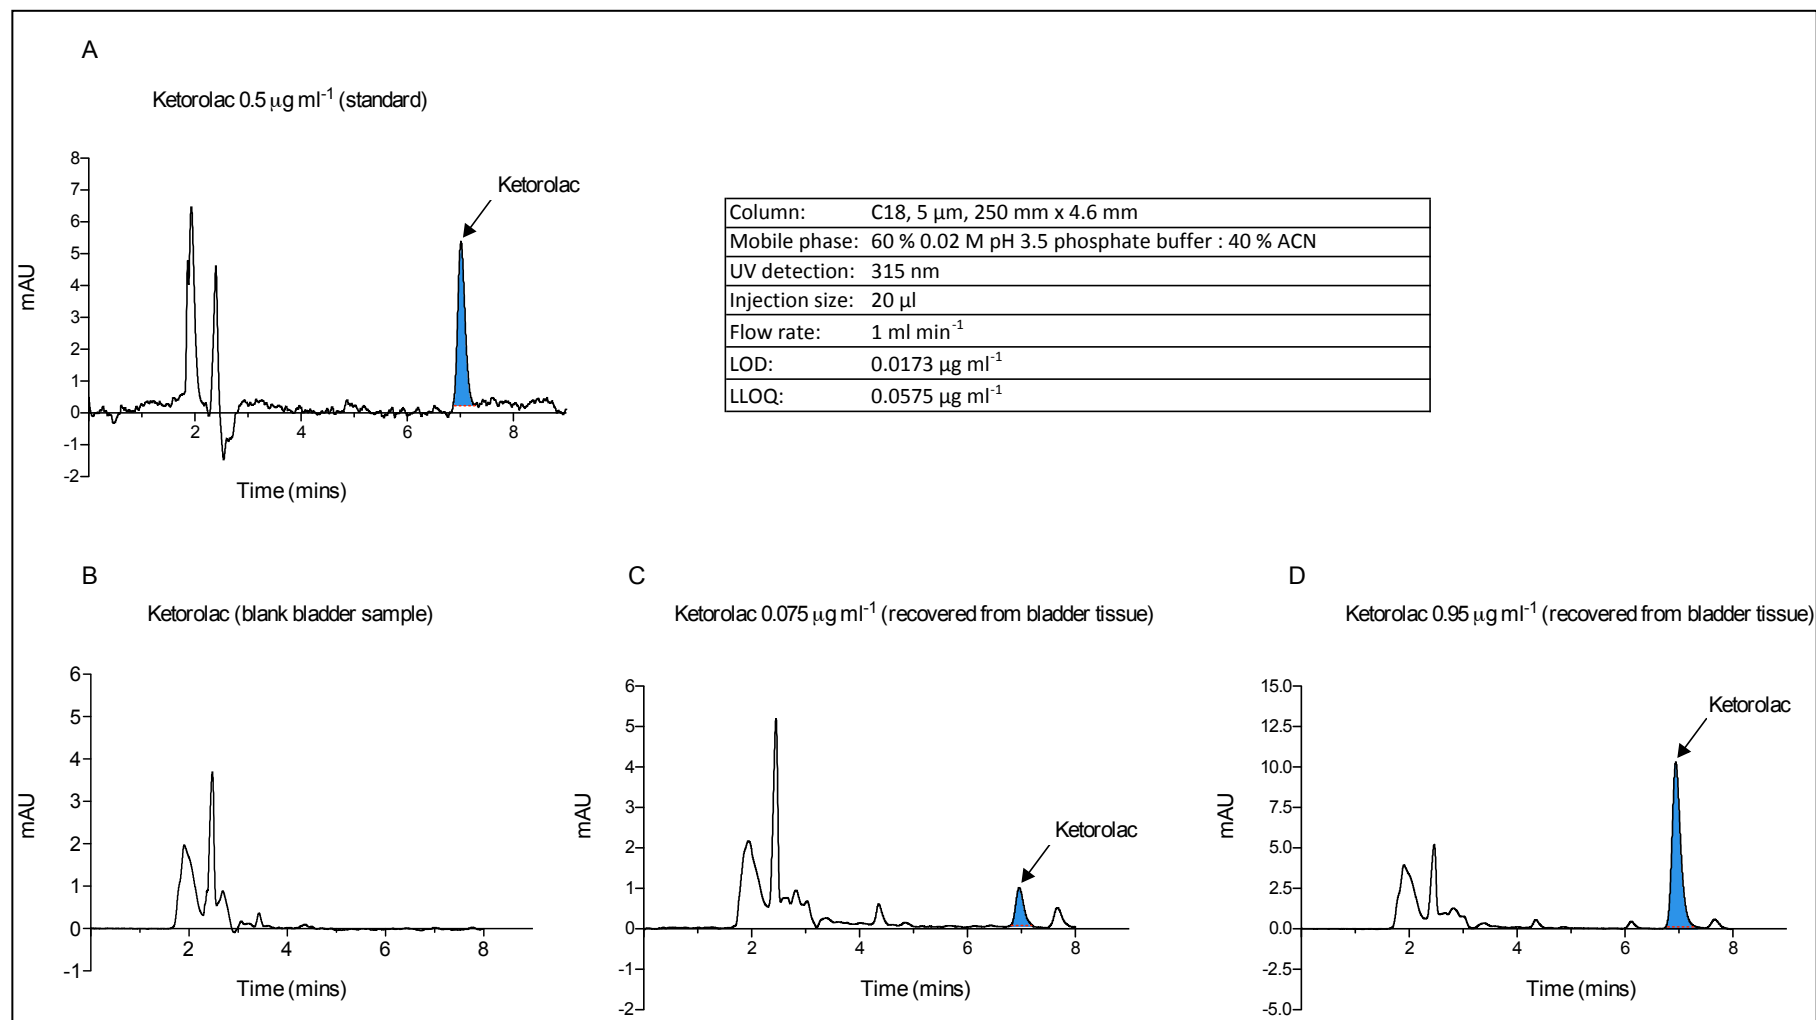 A
Ketorolac 0.5 μg ml⁻¹ (standard)
8
7
6
5
4
3
2
1
0
-1
-2
2 4 6 8
mAU
Time (mins)
Ketorolac
Column: C18, 5 µm, 250 mm x 4.6 mm
Mobile phase: 60 % 0.02 M pH 3.5 phosphate buffer : 40 % ACN
UV detection: 315 nm
Injection size: 20 µl
Flow rate: 1 ml min⁻¹
LOD: 0.0173 µg ml⁻¹
LLOQ: 0.0575 µg ml⁻¹
B
Ketorolac (blank bladder sample)
6
5
4
3
2
1
0
-1
2 4 6 8
mAU
Time (mins)
C
Ketorolac 0.075 μg ml⁻¹ (recovered from bladder tissue)
6
5
4
3
2
1
0
-1
-2
2 4 6 8
mAU
Time (mins)
Ketorolac
D
Ketorolac 0.95 μg ml⁻¹ (recovered from bladder tissue)
15.0
12.5
10.0
7.5
5.0
2.5
0.0
-2.5
-5.0
2 4 6 8
mAU
Time (mins)
Ketorolac